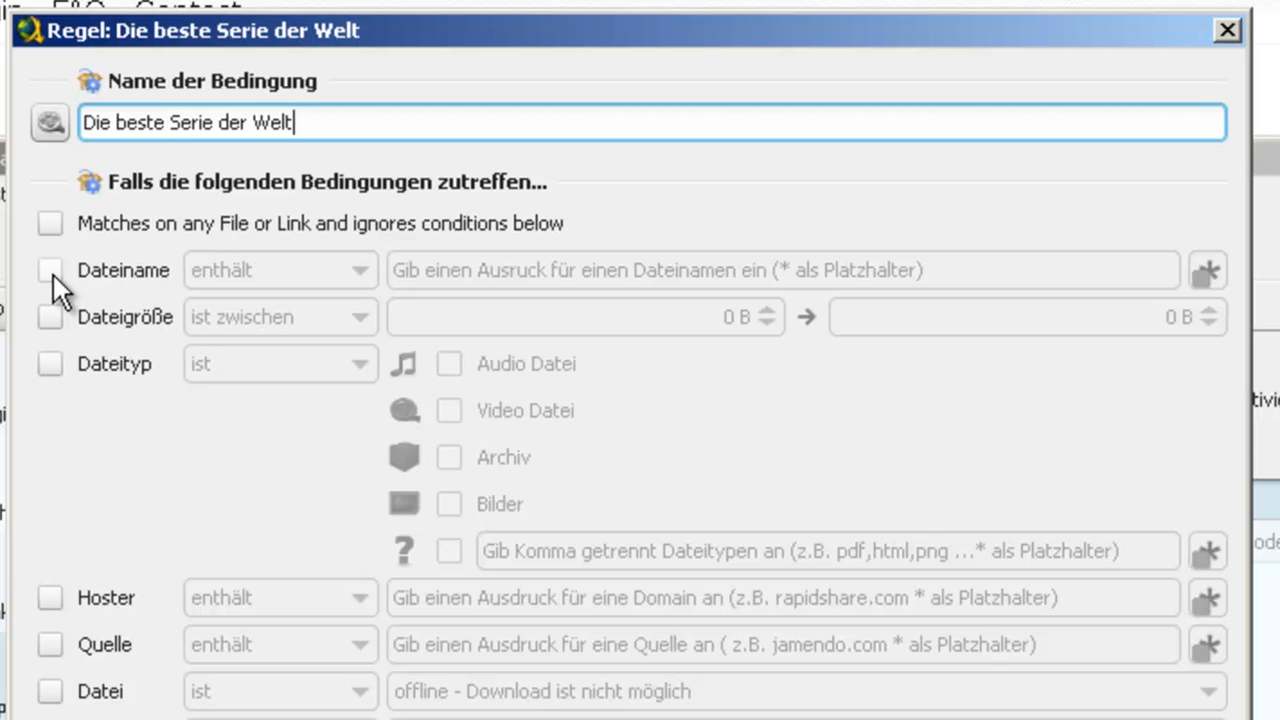 Regel: Die beste Serie der Welt
Name der Bedingung
Die beste Serie der Welt
Falls die folgenden Bedingungen zutreffen...
Matches on any File or Link and ignores conditions below
Dateiname enthält Gib einen Ausruck für einen Dateinamen ein (* als Platzhalter)
Dateigröße ist zwischen 0 B 0 B
Dateityp ist Audio Datei
Video Datei
Archiv
Bilder
Gib Komma getrennt Dateitypen an (z.B. pdf,html,png ...* als Platzhalter)
Hoster enthält Gib einen Ausdruck für eine Domain an (z.B. rapidshare.com * als Platzhalter)
Quelle enthält Gib einen Ausdruck für eine Quelle an ( z.B. jamendo.com * als Platzhalter)
Datei ist offline - Download ist nicht möglich